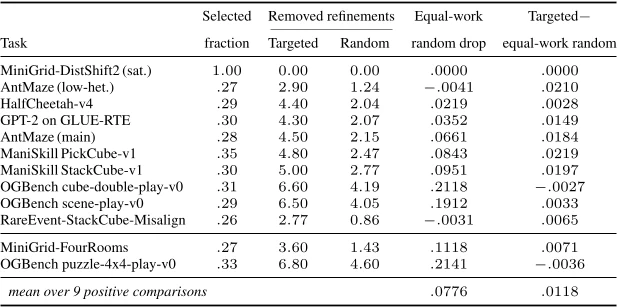 Selected Removed refinements Equal-work Targeted−
Task fraction Targeted Random random drop equal-work random
MiniGrid-DistShift2 (sat.) 1.00 0.00 0.00 .0000 .0000
AntMaze (low-het.) .27 2.90 1.24 −.0041 .0210
HalfCheetah-v4 .29 4.40 2.04 .0219 .0028
GPT-2 on GLUE-RTE .30 4.30 2.07 .0352 .0149
AntMaze (main) .28 4.50 2.15 .0661 .0184
ManiSkill PickCube-v1 .35 4.80 2.47 .0843 .0219
ManiSkill StackCube-v1 .30 5.00 2.77 .0951 .0197
OGBench cube-double-play-v0 .31 6.60 4.19 .2118 −.0027
OGBench scene-play-v0 .29 6.50 4.05 .1912 .0033
RareEvent-StackCube-Misalign .26 2.77 0.86 −.0031 .0065
MiniGrid-FourRooms .27 3.60 1.43 .1118 .0071
OGBench puzzle-4x4-play-v0 .33 6.80 4.60 .2141 −.0036
mean over 9 positive comparisons .0776 .0118